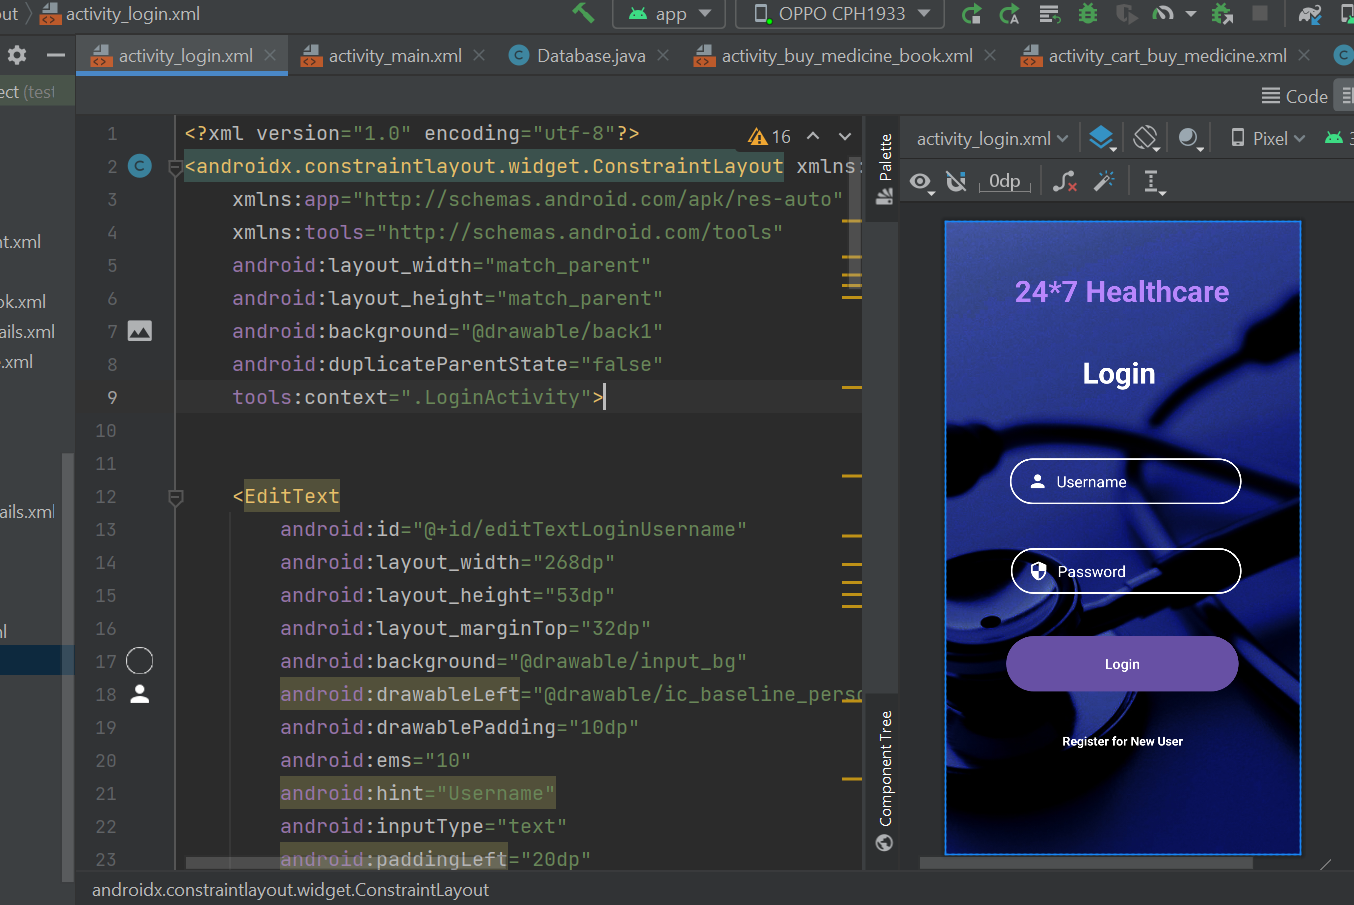 out activity_login.xml app OPPO CPH1933
activity_login.xml activity_main.xml Database.java activity_buy_medicine_book.xml activity_cart_buy_medicine.xml
ect (test
Code
nt.xml
ok.xml
ails.xml
.xml
ails.xml
ml
16
1 <?xml version="1.0" encoding="utf-8"?>
2 <androidx.constraintlayout.widget.ConstraintLayout xmlns:
3 xmlns:app="http://schemas.android.com/apk/res-auto"
4 xmlns:tools="http://schemas.android.com/tools"
5 android:layout_width="match_parent"
6 android:layout_height="match_parent"
7 android:background="@drawable/back1"
8 android:duplicateParentState="false"
9 tools:context=".LoginActivity">
10
11
12 <EditText
13 android:id="@+id/editTextLoginUsername"
14 android:layout_width="268dp"
15 android:layout_height="53dp"
16 android:layout_marginTop="32dp"
17 android:background="@drawable/input_bg"
18 android:drawableLeft="@drawable/ic_baseline_perso
19 android:drawablePadding="10dp"
20 android:ems="10"
21 android:hint="Username"
22 android:inputType="text"
23 android:paddingLeft="20dp"
Palette
Component Tree
activity_login.xml Pixel 3
0dp
24*7 Healthcare
Login
Username
Password
Login
Register for New User
androidx.constraintlayout.widget.ConstraintLayout